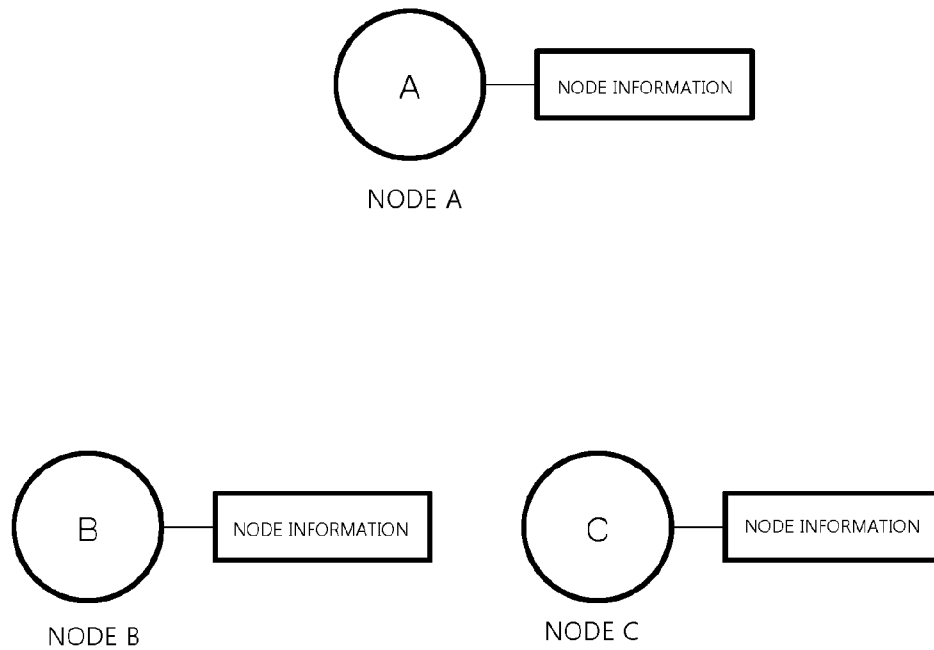 A
NODE INFORMATION
NODE A
B
NODE INFORMATION
NODE B
C
NODE INFORMATION
NODE C